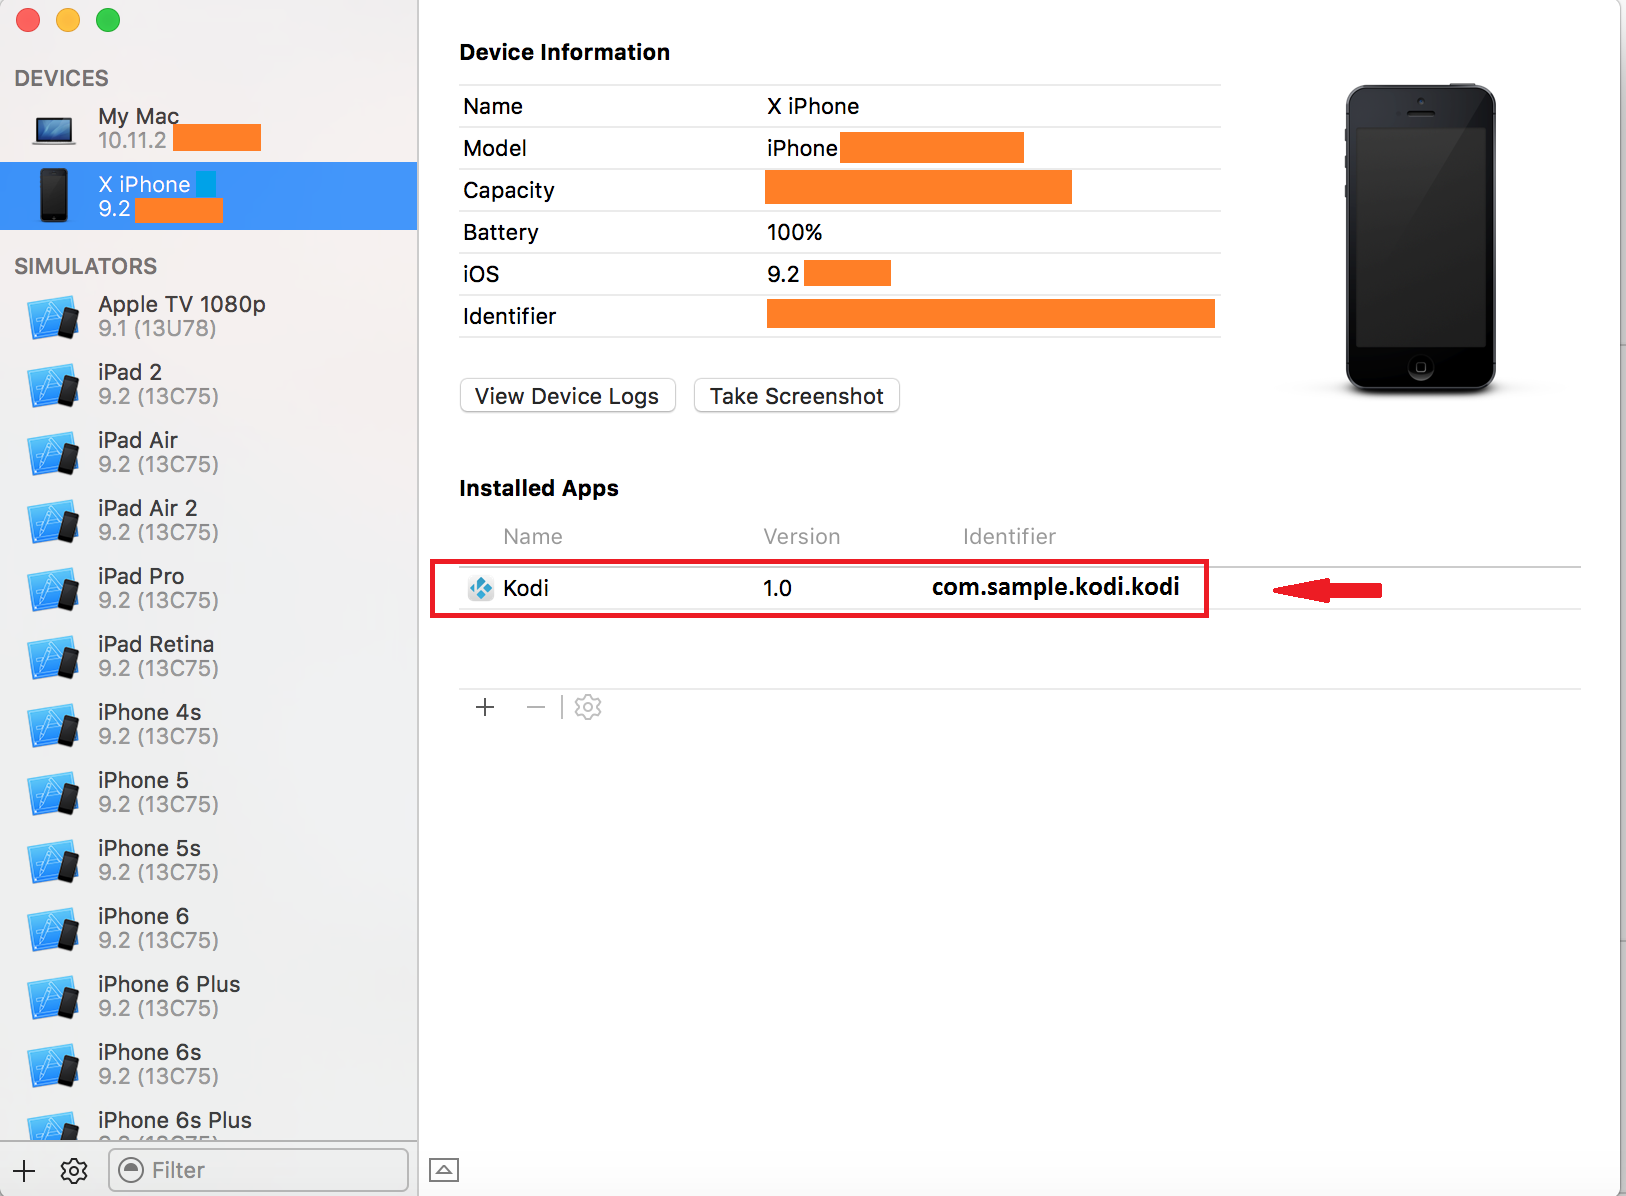 DEVICES
My Mac
10.11.2
X iPhone
9.2
SIMULATORS
Apple TV 1080p
9.1 (13U78)
iPad 2
9.2 (13C75)
iPad Air
9.2 (13C75)
iPad Air 2
9.2 (13C75)
iPad Pro
9.2 (13C75)
iPad Retina
9.2 (13C75)
iPhone 4s
9.2 (13C75)
iPhone 5
9.2 (13C75)
iPhone 5s
9.2 (13C75)
iPhone 6
9.2 (13C75)
iPhone 6 Plus
9.2 (13C75)
iPhone 6s
9.2 (13C75)
iPhone 6s Plus
Filter
Device Information
Name X iPhone
Model iPhone
Capacity
Battery 100%
iOS 9.2
Identifier
View Device Logs Take Screenshot
Installed Apps
Name Version Identifier
Kodi 1.0 com.sample.kodi.kodi